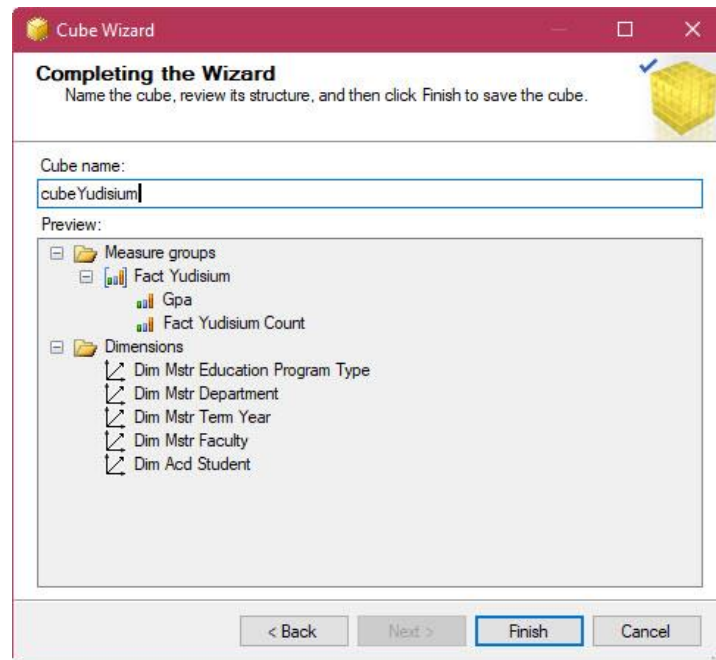 Cube Wizard
Completing the Wizard
Name the cube, review its structure, and then click Finish to save the cube.
Cube name:
cubeYudisium
Preview:
Measure groups
Fact Yudisium
Gpa
Fact Yudisium Count
Dimensions
Dim Mstr Education Program Type
Dim Mstr Department
Dim Mstr Term Year
Dim Mstr Faculty
Dim Acd Student
< Back Next > Finish Cancel